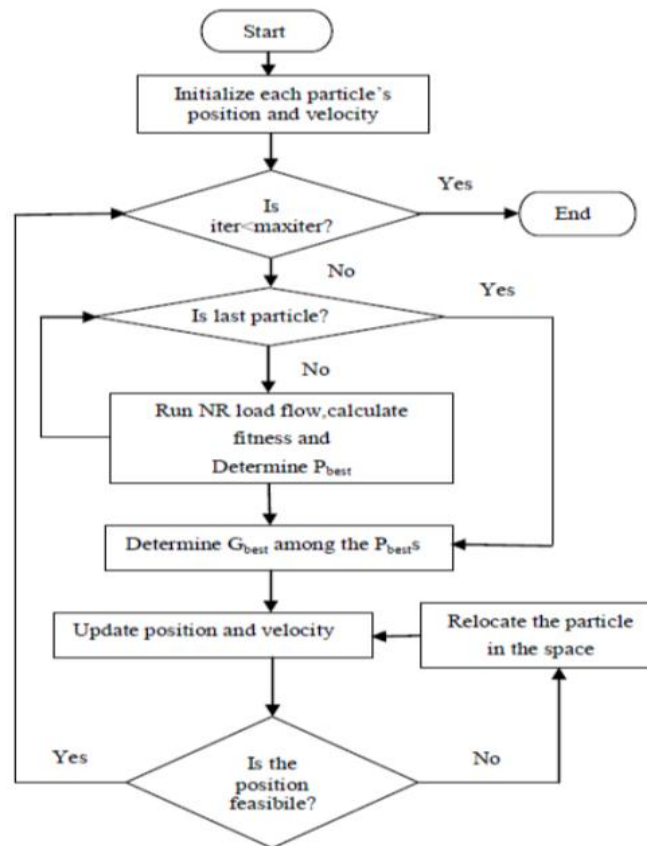 Start
Initialize each particle's
position and velocity
Yes
Is
iter<maxiter?
End
No
Yes
Is last particle?
No
Run NR load flow,calculate
fitness and
Determine Pbest
Determine Gbest among the Pbests
Update position and velocity
Relocate the particle
in the space
Yes
Is the
position
feasibile?
No